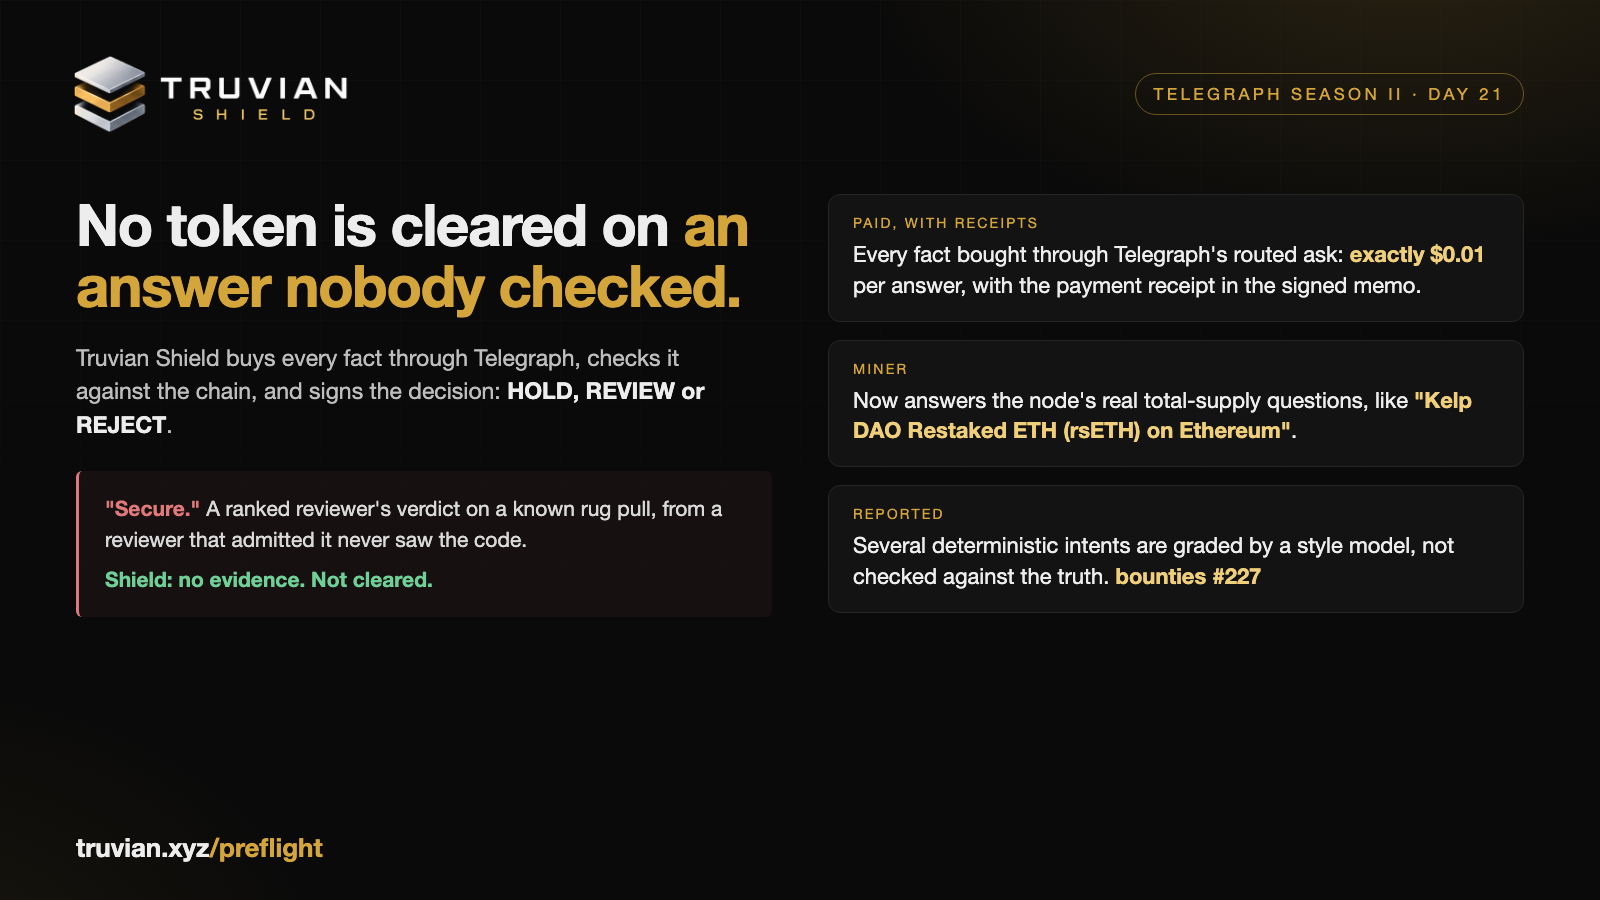 TRUVIAN
SHIELD
TELEGRAPH SEASON II · DAY 21
No token is cleared on an
answer nobody checked.
Truvian Shield buys every fact through Telegraph, checks it
against the chain, and signs the decision: HOLD, REVIEW or
REJECT.
"Secure." A ranked reviewer's verdict on a known rug pull, from a
reviewer that admitted it never saw the code.
Shield: no evidence. Not cleared.
PAID, WITH RECEIPTS
Every fact bought through Telegraph's routed ask: exactly $0.01
per answer, with the payment receipt in the signed memo.
MINER
Now answers the node's real total-supply questions, like "Kelp
DAO Restaked ETH (rsETH) on Ethereum".
REPORTED
Several deterministic intents are graded by a style model, not
checked against the truth. bounties #227
truvian.xyz/preflight